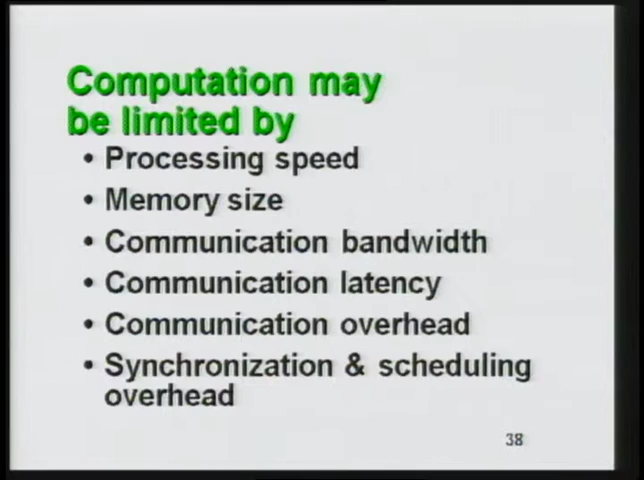 Computation may
be limited by
• Processing speed
• Memory size
• Communication bandwidth
• Communication latency
• Communication overhead
• Synchronization & scheduling
overhead
38